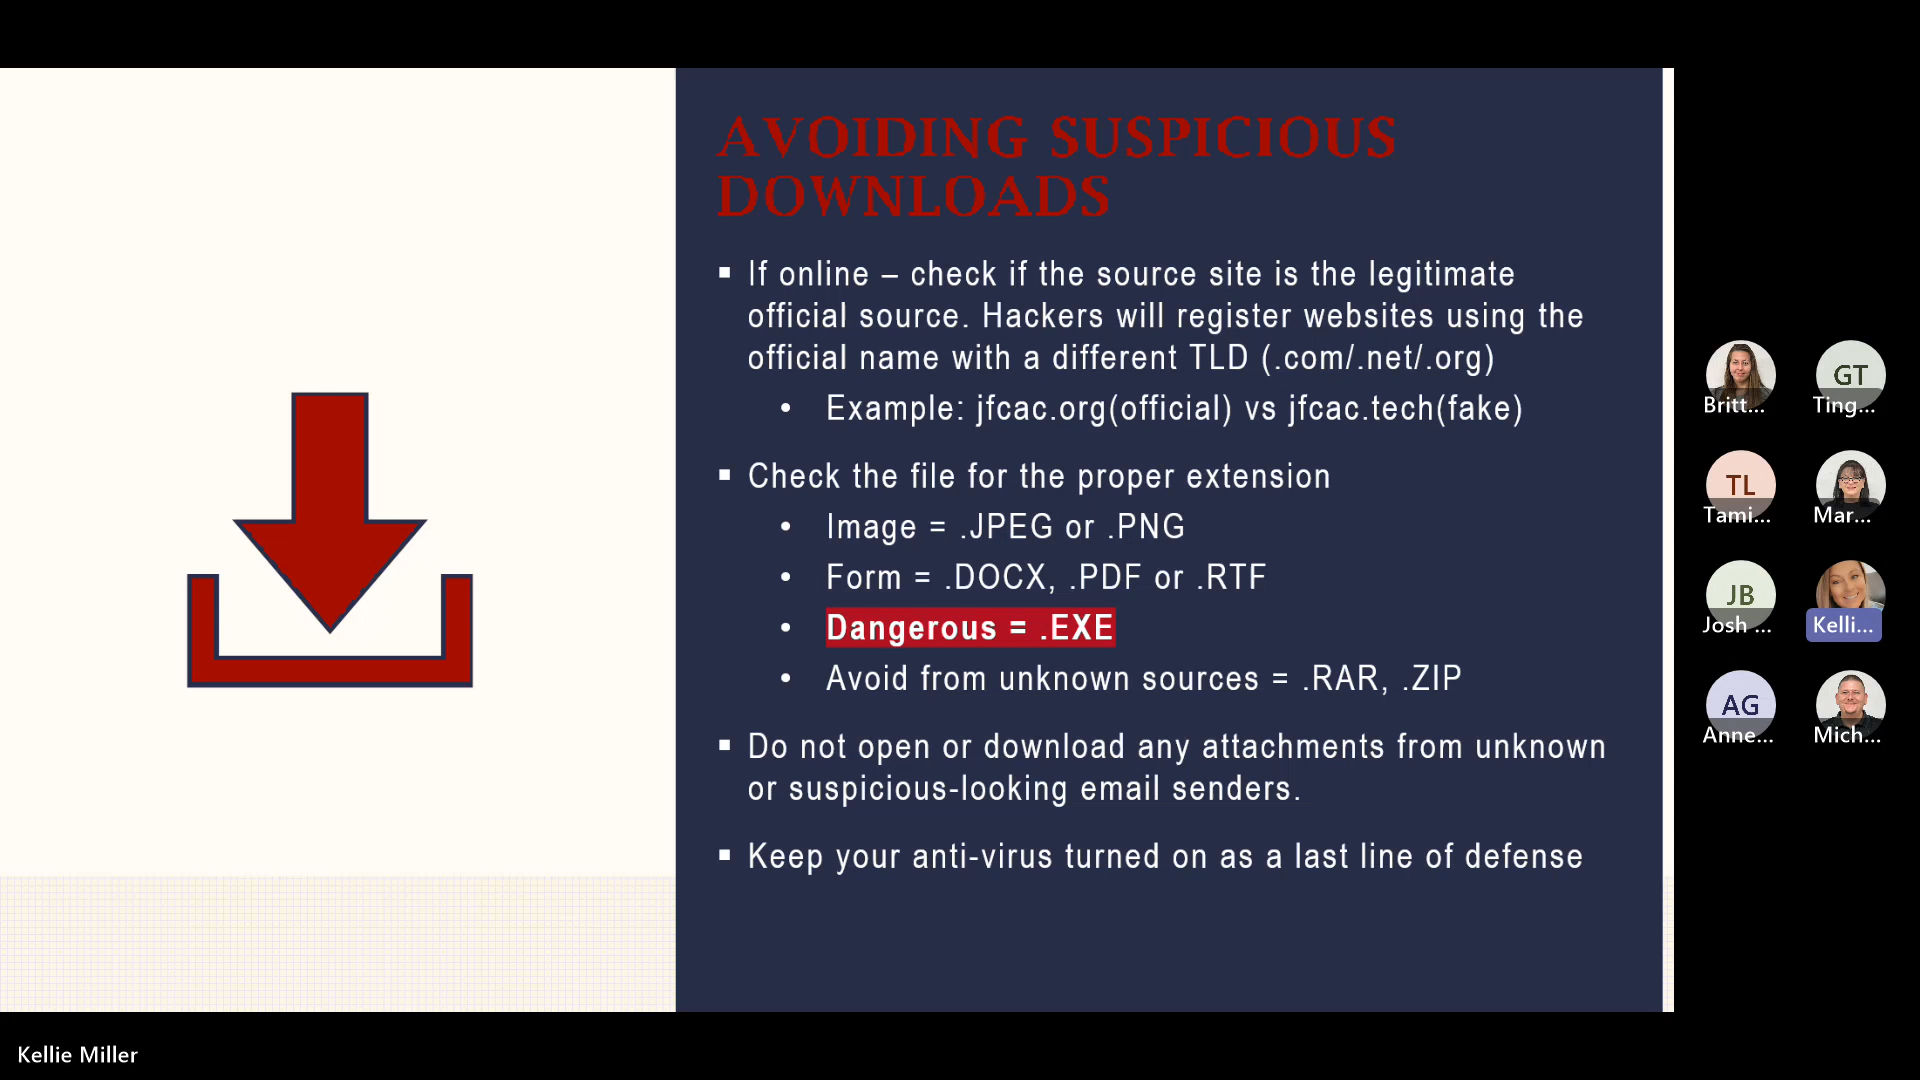 AVOIDING SUSPICIOUS
DOWNLOADS
▪ If online – check if the source site is the legitimate
official source. Hackers will register websites using the
official name with a different TLD (.com/.net/.org)
• Example: jfcac.org(official) vs jfcac.tech(fake)
▪ Check the file for the proper extension
• Image = .JPEG or .PNG
• Form = .DOCX, .PDF or .RTF
• Dangerous = .EXE
• Avoid from unknown sources = .RAR, .ZIP
▪ Do not open or download any attachments from unknown
or suspicious-looking email senders.
▪ Keep your anti-virus turned on as a last line of defense
Britt...
GT
Ting...
TL
Tami...
Mar...
JB
Josh ...
Kelli...
AG
Anne...
Mich...
Kellie Miller